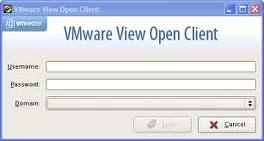 VMware View Open Client
vmware
VMware View Open Client
Username:
Password:
Domain:
Login
Cancel